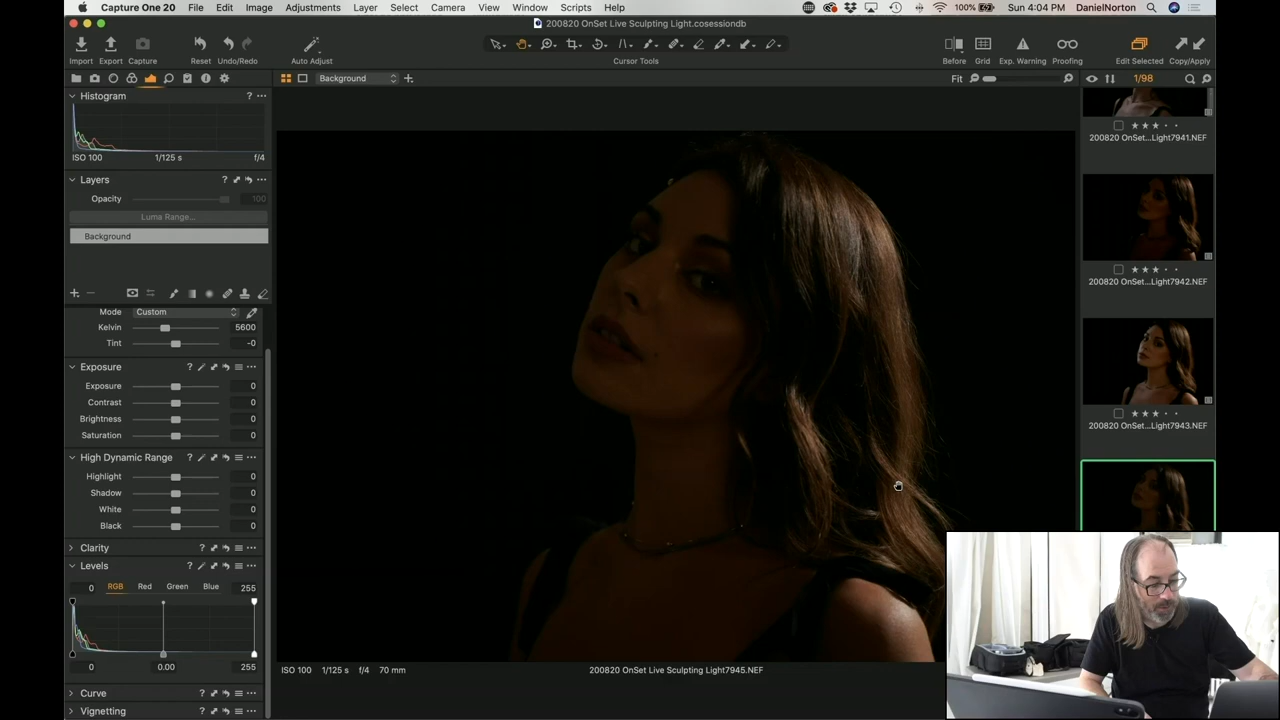 Capture One 20 File Edit Image Adjustments Layer Select Camera View Window Scripts Help 100% Sun 4:04 PM DanielNorton
200820 OnSet Live Sculpting Light.cosessiondb
Import Export Capture Reset Undo/Redo Auto Adjust Cursor Tools Before Grid Exp. Warning Proofing Edit Selected Copy/Apply
Background Fit 1/98
Histogram ? ...
ISO 100 1/125 s f/4
Layers ? ...
Opacity 100
Luma Range...
Background
Mode Custom
Kelvin 5600
Tint -0
Exposure ? ...
Exposure 0
Contrast 0
Brightness 0
Saturation 0
High Dynamic Range ? ...
Highlight 0
Shadow 0
White 0
Black 0
Clarity ? ...
Levels ? ...
0 RGB Red Green Blue 255
0 0.00 255
Curve ? ...
Vignetting ? ...
200820 OnSet...Light7941.NEF
200820 OnSet...Light7942.NEF
200820 OnSet...Light7943.NEF
ISO 100 1/125 s f/4 70 mm 200820 OnSet Live Sculpting Light7945.NEF